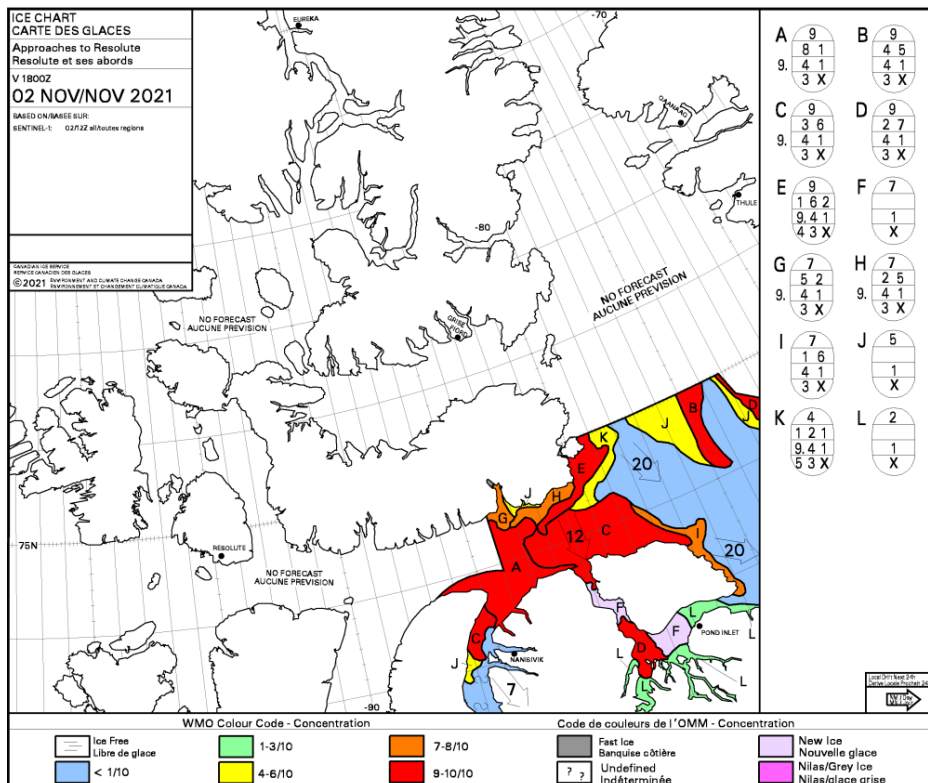 ICE CHART
CARTE DES GLACES
Approaches to Resolute
Resolute et ses abords
V 1800Z
02 NOV/NOV 2021
BASED ON/BASEE SUR:
SENTINEL-1: 02/12Z all/toutes regions
CANADIAN ICE SERVICE
SERVICE CANADIEN DES GLACES
© 2021 ENVIRONMENT AND CLIMATE CHANGE CANADA
ENVIRONNEMENT ET CHANGEMENT CLIMATIQUE CANADA
EUREKA
-70
QAANAAQ
THULE
-80
NO FORECAST
AUCUNE PREVISION
NO FORECAST
AUCUNE PREVISION
GRISE
FIORD
75N
RESOLUTE
NO FORECAST
AUCUNE PREVISION
D
B
J
J
K
20
E
J
H
G
12
C
I
20
A
F
L
F
POND INLET
L
C
L
D
J
NANISIVIK
L
7
-90
A
9
8 1
9. 4 1
3 X
B
9
4 5
4 1
3 X
C
9
3 6
9. 4 1
3 X
D
9
2 7
4 1
3 X
E
9
1 6 2
9. 4 1
4 3 X
F
7
1
X
G
7
5 2
9. 4 1
3 X
H
7
2 5
9. 4 1
3 X
I
7
1 6
4 1
3 X
J
5
1
X
K
4
1 2 1
9. 4 1
5 3 X
L
2
1
X
Local Drift Next 24h
WMO Colour Code - Concentration
Code de couleurs de l'OMM - Concentration
Ice Free
Libre de glace
1-3/10
7-8/10
Fast Ice
Banquise côtière
New Ice
Nouvelle glace
< 1/10
4-6/10
9-10/10
? ?
Undefined
Indéterminée
Nilas/Grey Ice
Nilas/glace grise